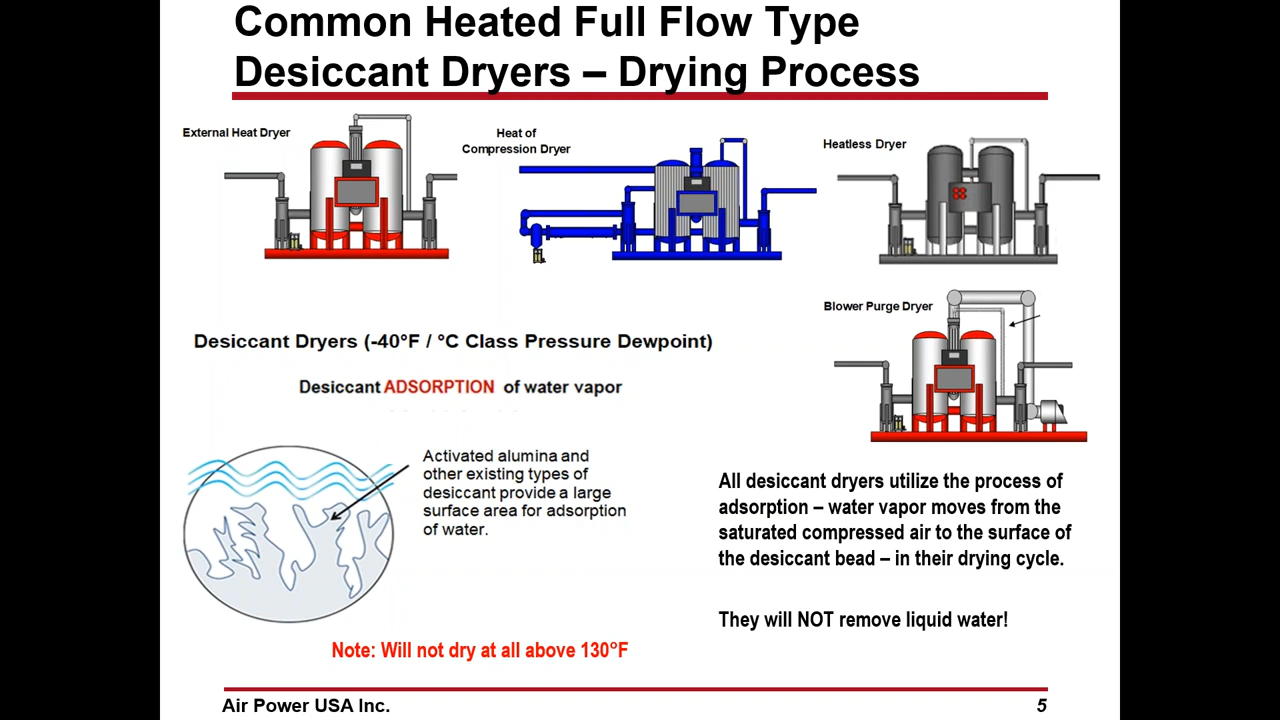 Common Heated Full Flow Type
Desiccant Dryers – Drying Process
External Heat Dryer
Heat of
Compression Dryer
Heatless Dryer
Blower Purge Dryer
Desiccant Dryers (-40°F / °C Class Pressure Dewpoint)
Desiccant ADSORPTION of water vapor
Activated alumina and
other existing types of
desiccant provide a large
surface area for adsorption
of water.
All desiccant dryers utilize the process of
adsorption – water vapor moves from the
saturated compressed air to the surface of
the desiccant bead – in their drying cycle.
They will NOT remove liquid water!
Note: Will not dry at all above 130°F
Air Power USA Inc.
5